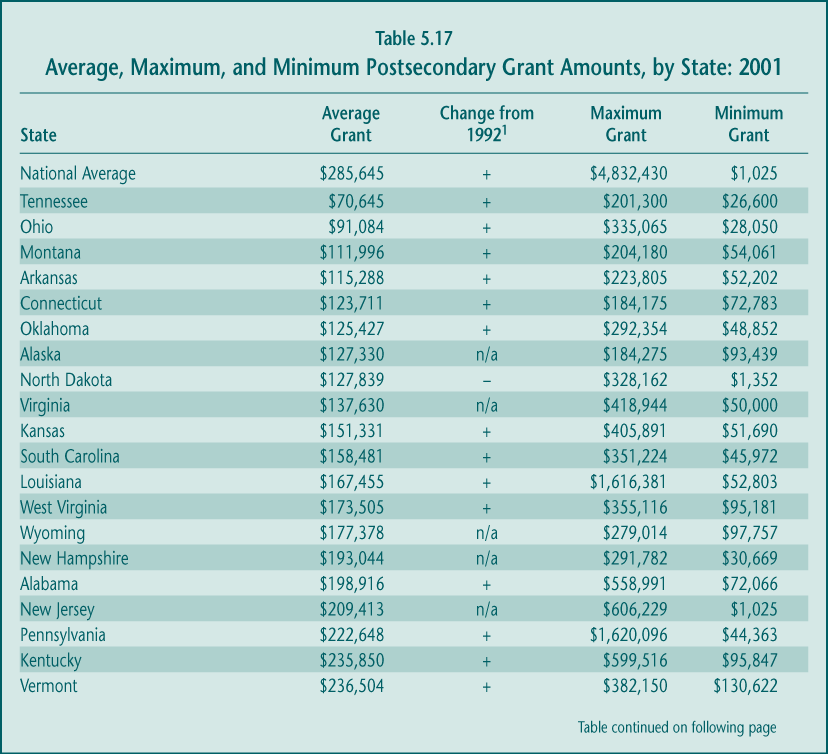 Table 5.17
Average, Maximum, and Minimum Postsecondary Grant Amounts, by State: 2001
Average Change from Maximum Minimum
State Grant 1992¹ Grant Grant
National Average $285,645 + $4,832,430 $1,025
Tennessee $70,645 + $201,300 $26,600
Ohio $91,084 + $335,065 $28,050
Montana $111,996 + $204,180 $54,061
Arkansas $115,288 + $223,805 $52,202
Connecticut $123,711 + $184,175 $72,783
Oklahoma $125,427 + $292,354 $48,852
Alaska $127,330 n/a $184,275 $93,439
North Dakota $127,839 – $328,162 $1,352
Virginia $137,630 n/a $418,944 $50,000
Kansas $151,331 + $405,891 $51,690
South Carolina $158,481 + $351,224 $45,972
Louisiana $167,455 + $1,616,381 $52,803
West Virginia $173,505 + $355,116 $95,181
Wyoming $177,378 n/a $279,014 $97,757
New Hampshire $193,044 n/a $291,782 $30,669
Alabama $198,916 + $558,991 $72,066
New Jersey $209,413 n/a $606,229 $1,025
Pennsylvania $222,648 + $1,620,096 $44,363
Kentucky $235,850 + $599,516 $95,847
Vermont $236,504 + $382,150 $130,622
Table continued on following page